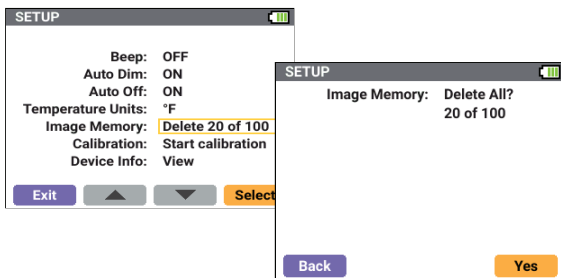 SETUP
Beep: OFF
Auto Dim: ON
Auto Off: ON
Temperature Units: °F
Image Memory: Delete 20 of 100
Calibration: Start calibration
Device Info: View
Exit Select
SETUP
Image Memory: Delete All?
20 of 100
Back Yes